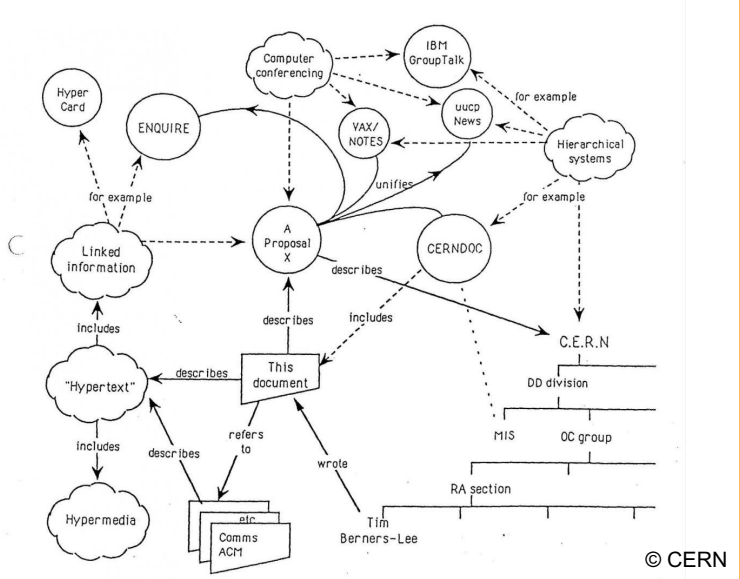 IBM
GroupTalk
Computer
conferencing
Hyper
Card
for example
uucp
News
ENQUIRE
VAX/
NOTES
Hierarchical
systems
unifies
for example
for example
A
Proposal
X
CERNDOC
Linked
information
describes
includes
describes
includes
C.E.R.N
This
document
describes
"Hypertext"
DD division
refers
to
includes
describes
MIS
OC group
wrote
RA section
etc
Hypermedia
Comms
ACM
Tim
Berners-Lee
© CERN